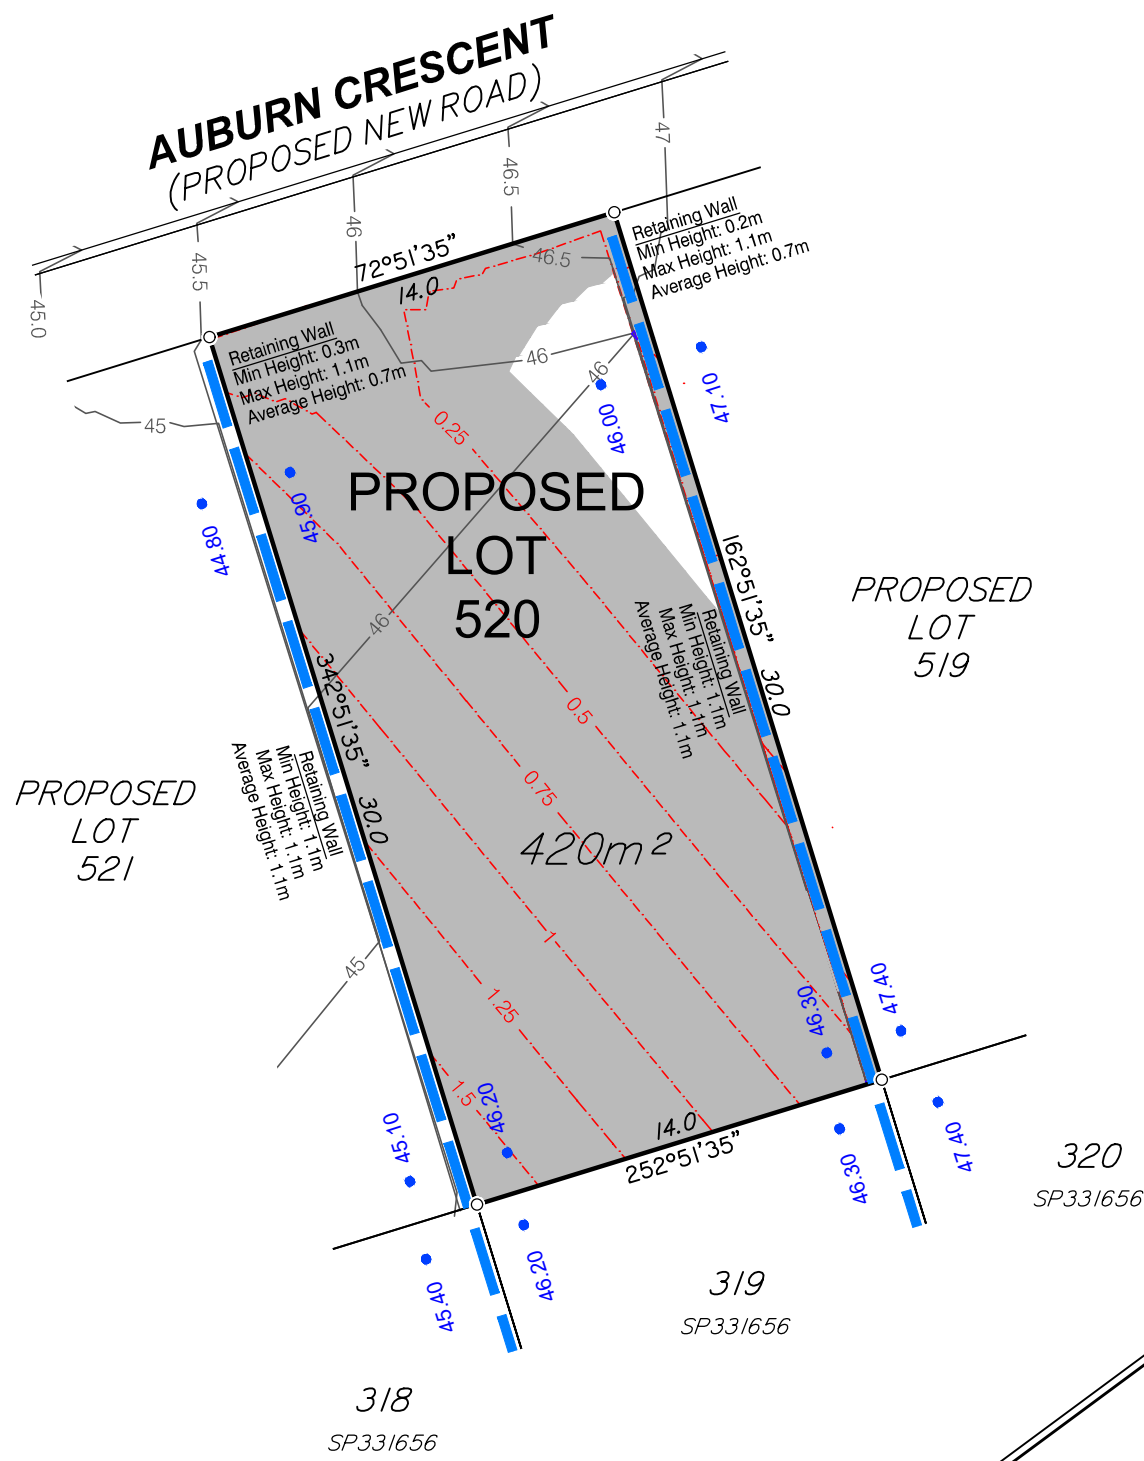 AUBURN CRESCENT
(PROPOSED NEW ROAD)
47
46.5
46
45.5
45.0
72°51'35"
14.0
46.5
Retaining Wall
Min Height: 0.2m
Max Height: 1.1m
Average Height: 0.7m
Retaining Wall
Min Height: 0.3m
Max Height: 1.1m
Average Height: 0.7m
46
46
46.00
47.10
45
0.25
44.80
45.90
PROPOSED
LOT
520
46
162°51'35"
30.0
PROPOSED
LOT
519
Retaining Wall
Min Height: 1.1m
Max Height: 1.1m
Average Height: 1.1m
342°51'35"
30.0
0.5
0.75
PROPOSED
LOT
521
Retaining Wall
Min Height: 1.1m
Max Height: 1.1m
Average Height: 1.1m
420m²
1
45
1.25
46.30
47.40
1.5
46.20
45.10
14.0
252°51'35"
46.30
47.40
320
SP331656
45.40
46.20
319
SP331656
318
SP331656